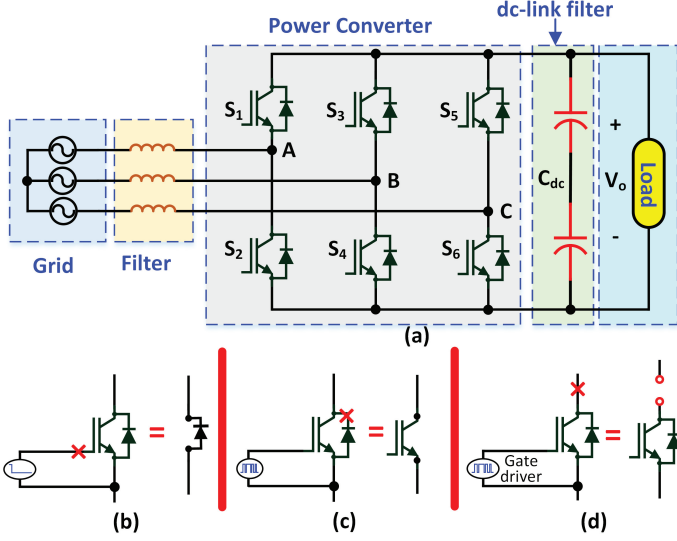 Power Converter
dc-link filter
S1
S3
S5
A
B
C
Cdc
+
Vo
-
Load
S2
S4
S6
Grid
Filter
(a)
=
=
=
Gate
driver
(b)
(c)
(d)